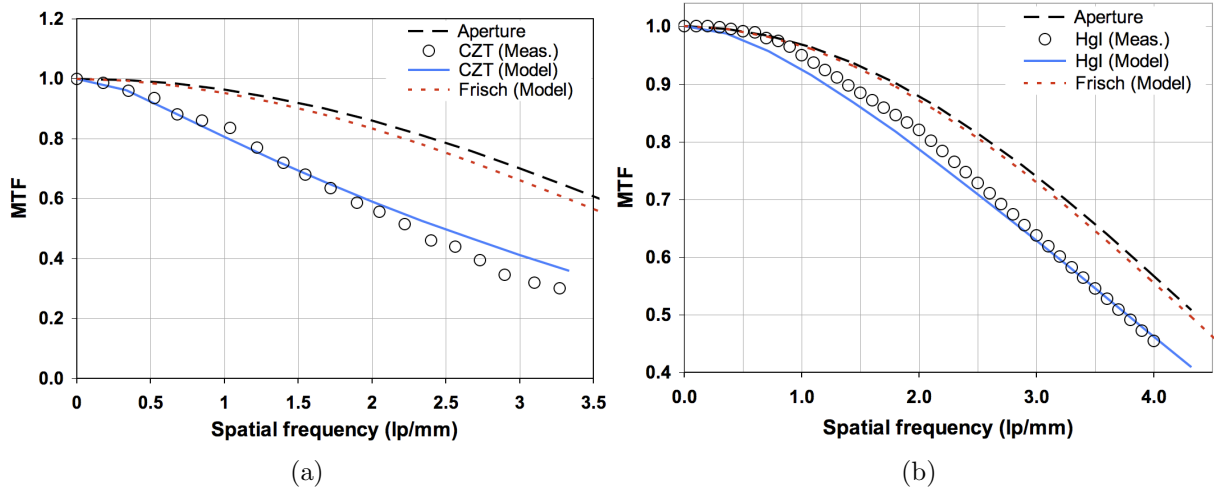 1.2
1.0
0.8
0.6
0.4
0.2
0.0
MTF
Aperture
CZT (Meas.)
CZT (Model)
Frisch (Model)
0 0.5 1 1.5 2 2.5 3 3.5
Spatial frequency (lp/mm)
(a)
1.0
0.9
0.8
0.7
0.6
0.5
0.4
MTF
Aperture
HgI (Meas.)
HgI (Model)
Frisch (Model)
0.0 1.0 2.0 3.0 4.0
Spatial frequency (lp/mm)
(b)